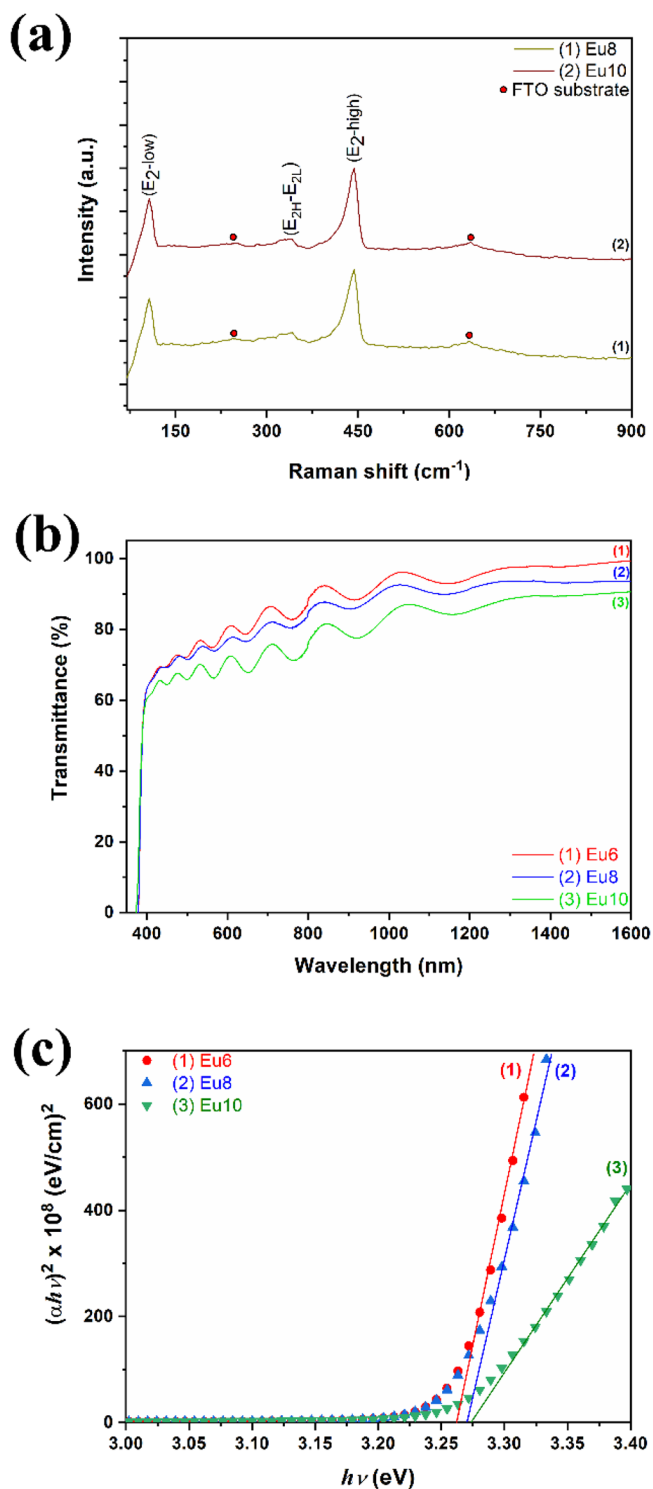 (a)
(1) Eu8
(2) Eu10
FTO substrate
(E2-low)
(E2H-E2L)
(E2-high)
(2)
(1)
Intensity (a.u.)
150 300 450 600 750 900
Raman shift (cm-1)
(b)
100
80
60
40
20
0
Transmittance (%)
(1)
(2)
(3)
(1) Eu6
(2) Eu8
(3) Eu10
400 600 800 1000 1200 1400 1600
Wavelength (nm)
(c)
(1) Eu6
(2) Eu8
(3) Eu10
(1)
(2)
(3)
600
400
200
0
(αhν)2 x 108 (eV/cm)2
3.00 3.05 3.10 3.15 3.20 3.25 3.30 3.35 3.40
hν (eV)